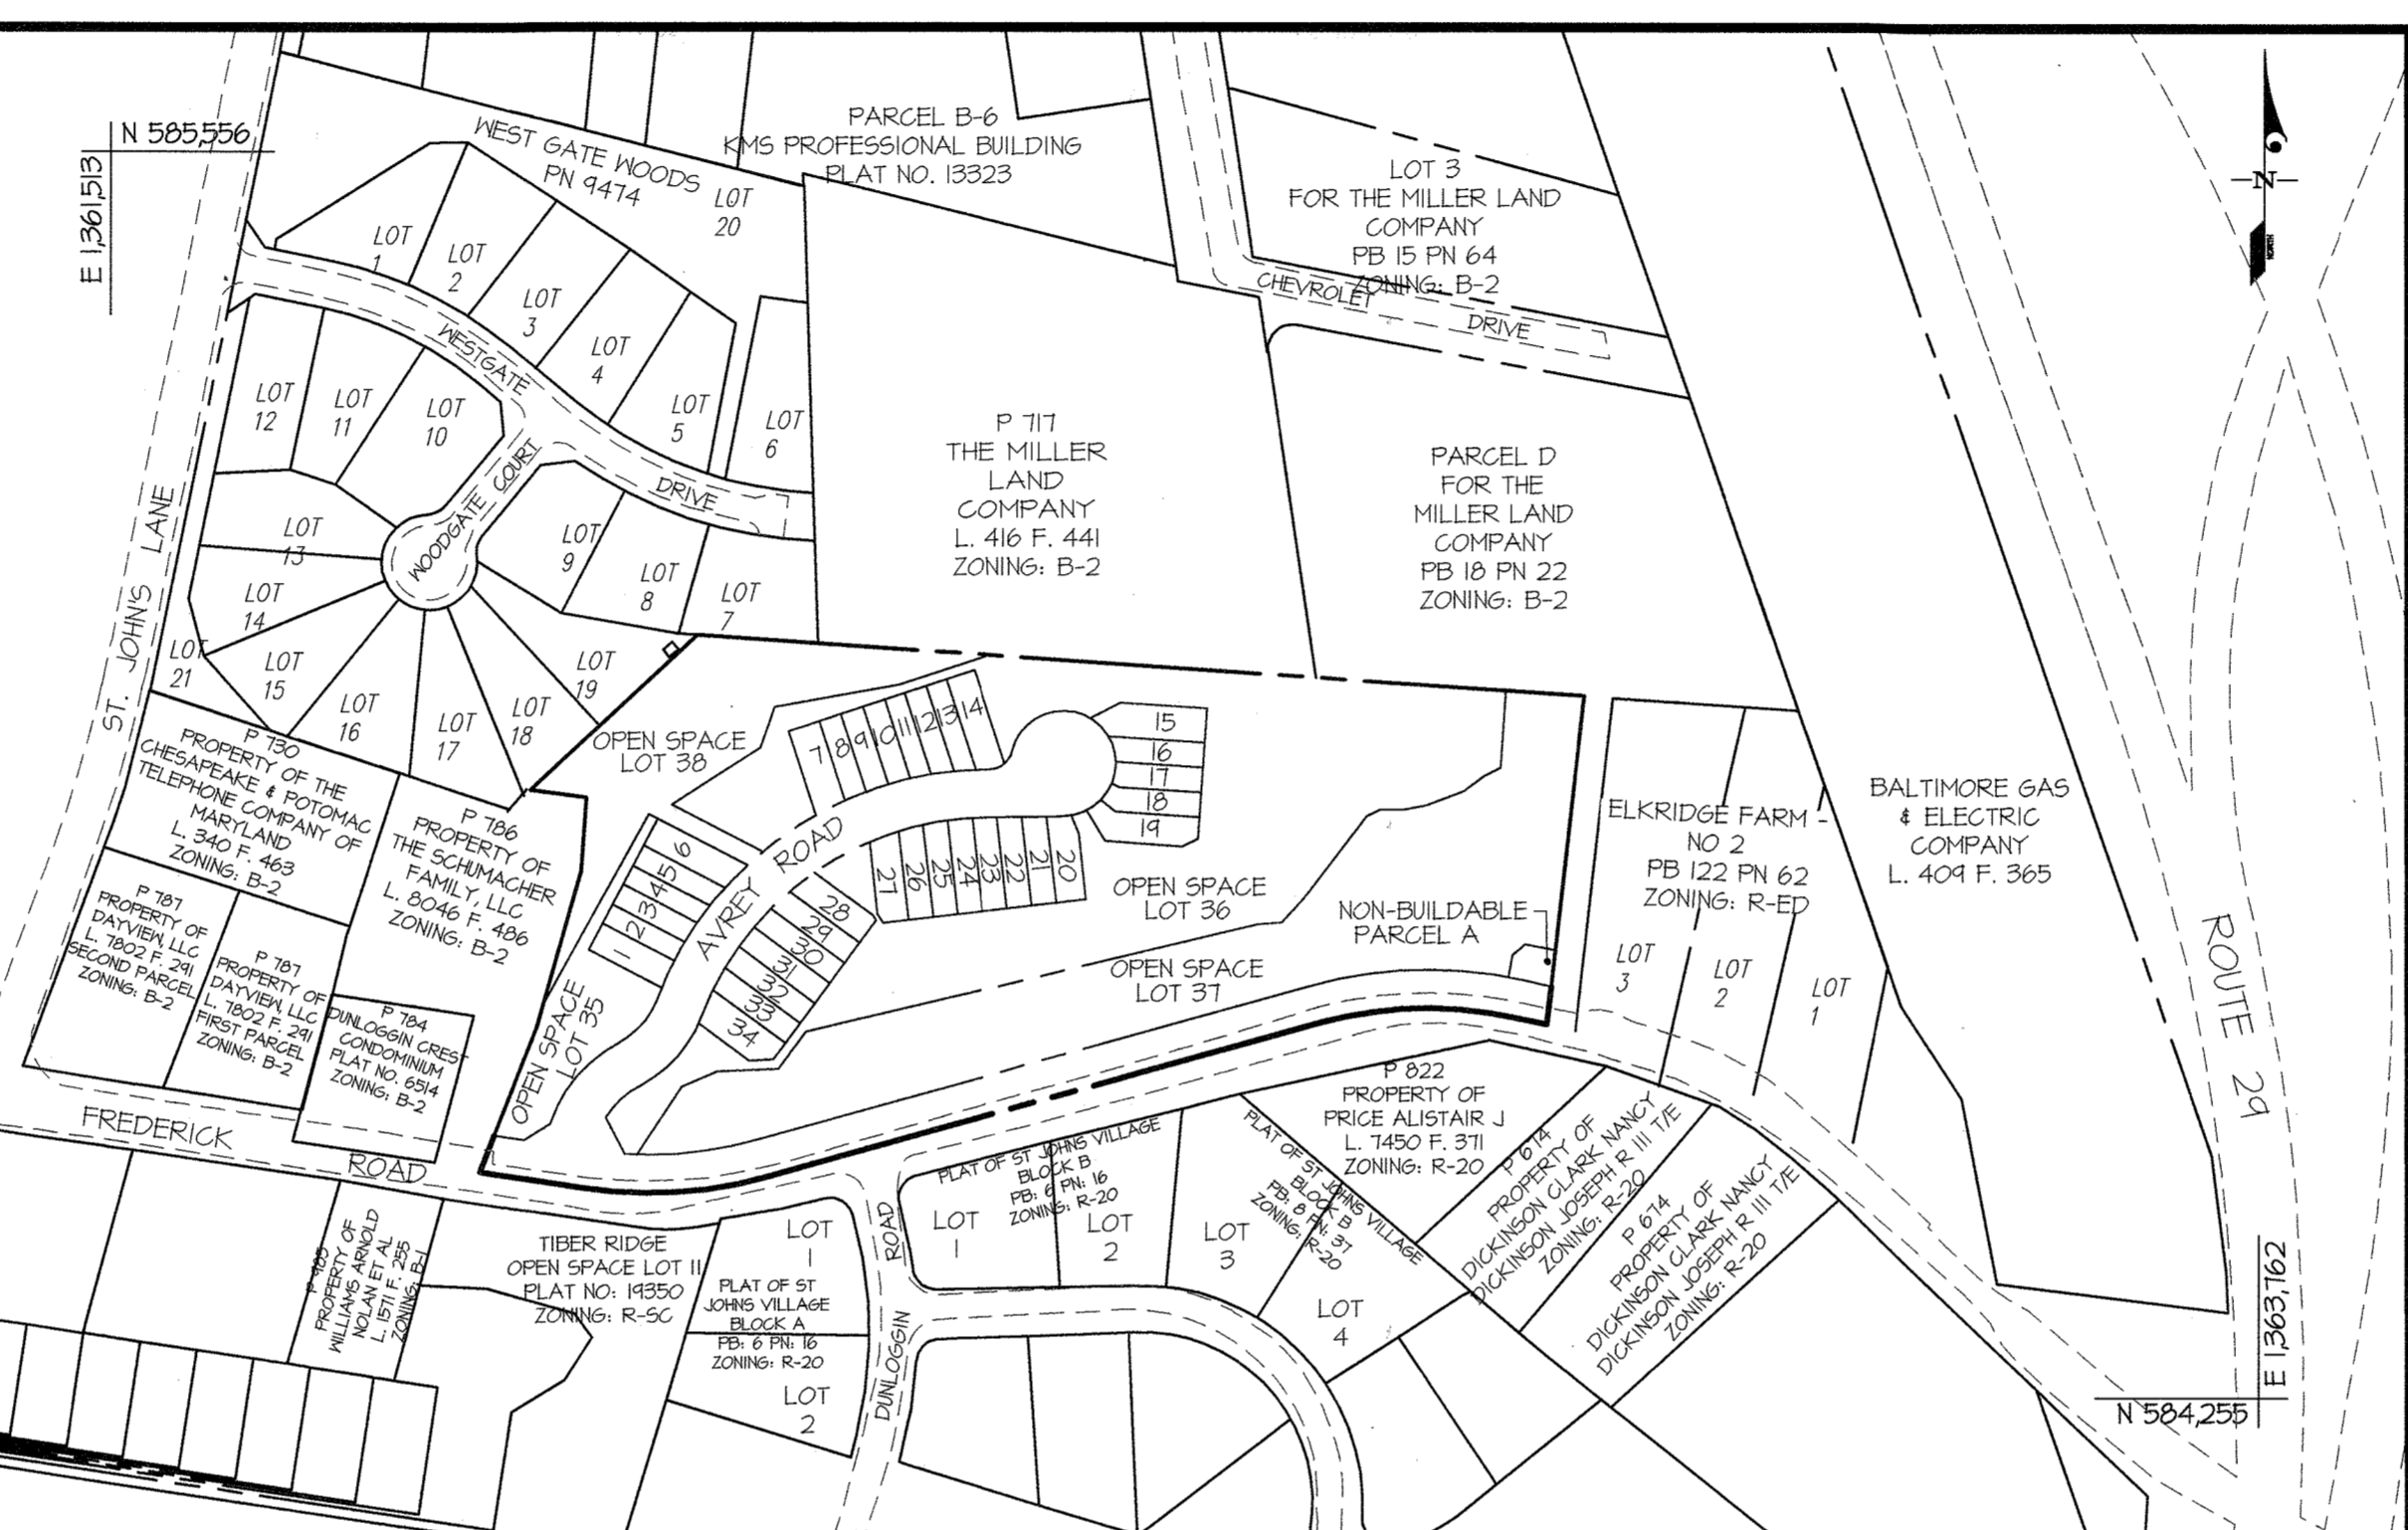 N 585,556
E 1,361,513
WEST GATE WOODS
PN 9474
LOT
20
PARCEL B-6
KMS PROFESSIONAL BUILDING
PLAT NO. 13323
LOT 3
FOR THE MILLER LAND
COMPANY
PB 15 PN 64
ZONING: B-2
CHEVROLET
DRIVE
N
NORTH
LOT
1
LOT
2
LOT
3
LOT
4
LOT
5
LOT
6
WESTGATE
DRIVE
LOT
12
LOT
11
LOT
10
WOODGATE COURT
LOT
13
LOT
14
LOT
21
LOT
15
LOT
16
LOT
17
LOT
18
LOT
19
LOT
9
LOT
8
LOT
7
ST. JOHN'S LANE
P 717
THE MILLER
LAND
COMPANY
L. 416 F. 441
ZONING: B-2
PARCEL D
FOR THE
MILLER LAND
COMPANY
PB 18 PN 22
ZONING: B-2
P 730
PROPERTY OF THE
CHESAPEAKE & POTOMAC
TELEPHONE COMPANY OF
MARYLAND
L. 340 F. 463
ZONING: B-2
P 786
PROPERTY OF
THE SCHUMACHER
FAMILY, LLC
L. 8046 F. 486
ZONING: B-2
P 787
PROPERTY OF
DAYVIEW, LLC
L. 7802 F. 291
SECOND PARCEL
ZONING: B-2
P 787
PROPERTY OF
DAYVIEW, LLC
L. 7802 F. 291
FIRST PARCEL
ZONING: B-2
P 784
DUNLOGGIN CREST
CONDOMINIUM
PLAT NO. 6514
ZONING: B-2
OPEN SPACE
LOT 38
7
8
9
10
11
12
13
14
15
16
17
18
19
6
5
4
3
2
1
27
26
25
24
23
22
21
20
28
29
30
31
32
33
34
AVREY ROAD
OPEN SPACE
LOT 35
OPEN SPACE
LOT 36
OPEN SPACE
LOT 37
NON-BUILDABLE
PARCEL A
ELKRIDGE FARM -
NO 2
PB 122 PN 62
ZONING: R-ED
LOT
3
LOT
2
LOT
1
BALTIMORE GAS
& ELECTRIC
COMPANY
L. 409 F. 365
ROUTE 29
FREDERICK
ROAD
P 985
PROPERTY OF
WILLIAMS ARNOLD
NOLAN ET AL
L. 1571 F. 255
ZONING: B-1
TIBER RIDGE
OPEN SPACE LOT 11
PLAT NO: 19350
ZONING: R-SC
LOT
1
PLAT OF ST
JOHNS VILLAGE
BLOCK A
PB: 6 PN: 16
ZONING: R-20
LOT
2
DUNLOGGIN ROAD
PLAT OF ST JOHNS VILLAGE
BLOCK B
PB: 6 PN: 16
ZONING: R-20
LOT
1
LOT
2
LOT
3
PLAT OF ST JOHNS VILLAGE
BLOCK B
PB: 8 PN: 37
ZONING: R-20
LOT
4
P 822
PROPERTY OF
PRICE ALISTAIR J
L. 7450 F. 371
ZONING: R-20
P 674
PROPERTY OF
DICKINSON CLARK NANCY
DICKINSON JOSEPH R III T/E
ZONING: R-20
P 674
PROPERTY OF
DICKINSON CLARK NANCY
DICKINSON JOSEPH R III T/E
ZONING: R-20
E 1,363,762
N 584,255